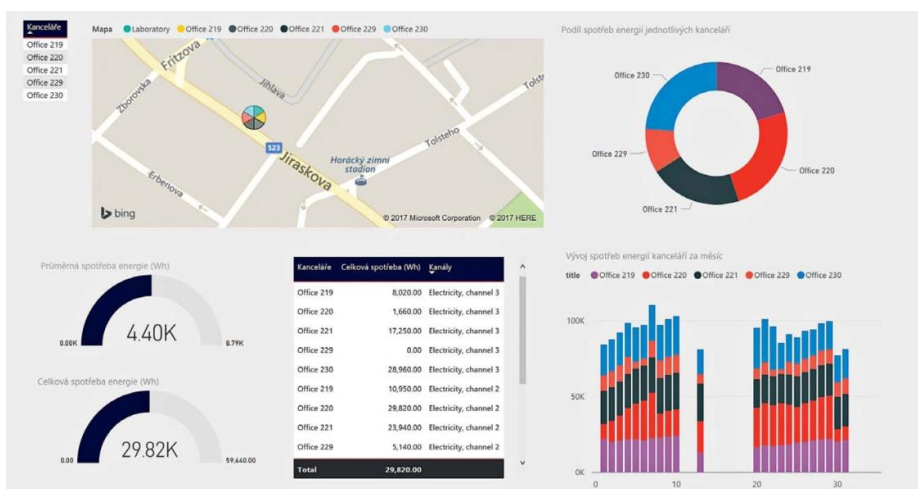 Kanceláře
Office 219
Office 220
Office 221
Office 229
Office 230
Mapa Laboratory Office 219 Office 220 Office 221 Office 229 Office 230
Fritzova
Jihlava
Zborovska
Tolsteho
523
Jiraskova
Horácký zimní
stadion
Erbenova
bing
© 2017 Microsoft Corporation © 2017 HERE
Podíl spotřeb energií jednotlivých kanceláří
Office 230
Office 219
Office 229
Office 220
Office 221
Průměrná spotřeba energie (Wh)
4.40K
0.00K
8.79K
Celková spotřeba energie (Wh)
29.82K
0.00
59,640.00
Kanceláře Celková spotřeba (Wh) Kanály
Office 219 8,020.00 Electricity, channel 3
Office 220 1,660.00 Electricity, channel 3
Office 221 17,250.00 Electricity, channel 3
Office 229 0.00 Electricity, channel 3
Office 230 28,960.00 Electricity, channel 3
Office 219 10,950.00 Electricity, channel 2
Office 220 29,820.00 Electricity, channel 2
Office 221 23,940.00 Electricity, channel 2
Office 229 5,140.00 Electricity, channel 2
Total 29,820.00
Vývoj spotřeb energií kanceláří za měsíc
title Office 219 Office 220 Office 221 Office 229 Office 230
100K
50K
0K
0 10 20 30